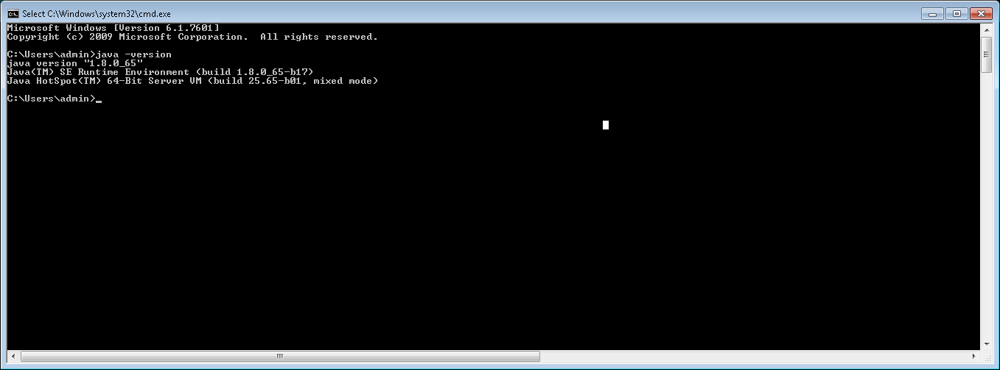 Select C:\Windows\system32\cmd.exe
Microsoft Windows [Version 6.1.7601]
Copyright (c) 2009 Microsoft Corporation.  All rights reserved.
C:\Users\admin>java -version
java version "1.8.0_65"
Java(TM) SE Runtime Environment (build 1.8.0_65-b17)
Java HotSpot(TM) 64-Bit Server VM (build 25.65-b01, mixed mode)
C:\Users\admin>_